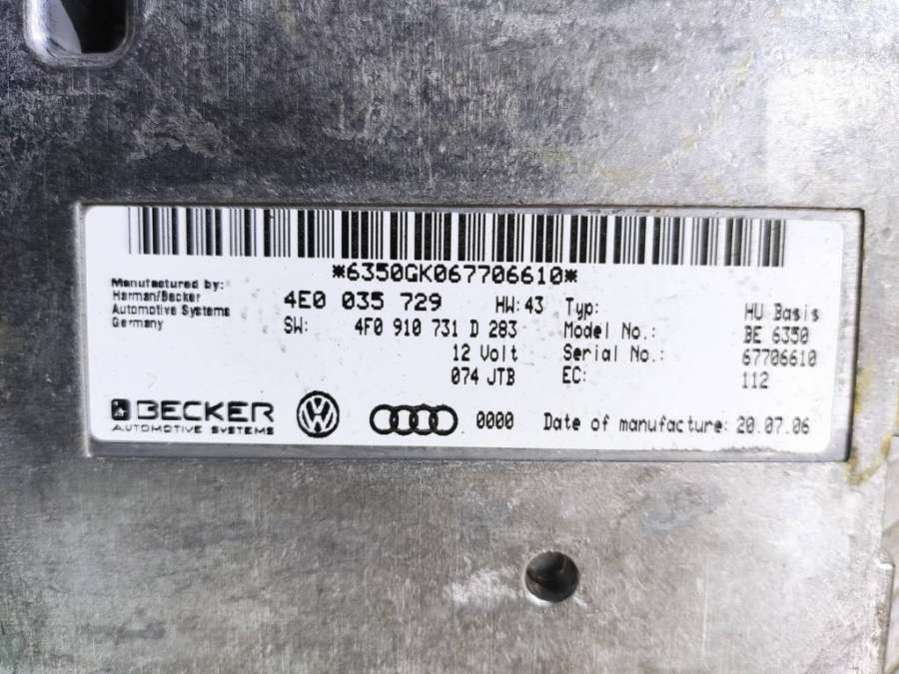 *6350GK067706610*
Manufactured by:
Harman/Becker
Automotive Systems
Germany
4E0 035 729 HW: 43
SW: 4F0 910 731 D 283
12 Volt
074 JTB
Typ: HU Basis
Model No.: BE 6350
Serial No.: 67706610
EC: 112
BECKER
AUTOMOTIVE SYSTEMS
0000 Date of manufacture: 20.07.06